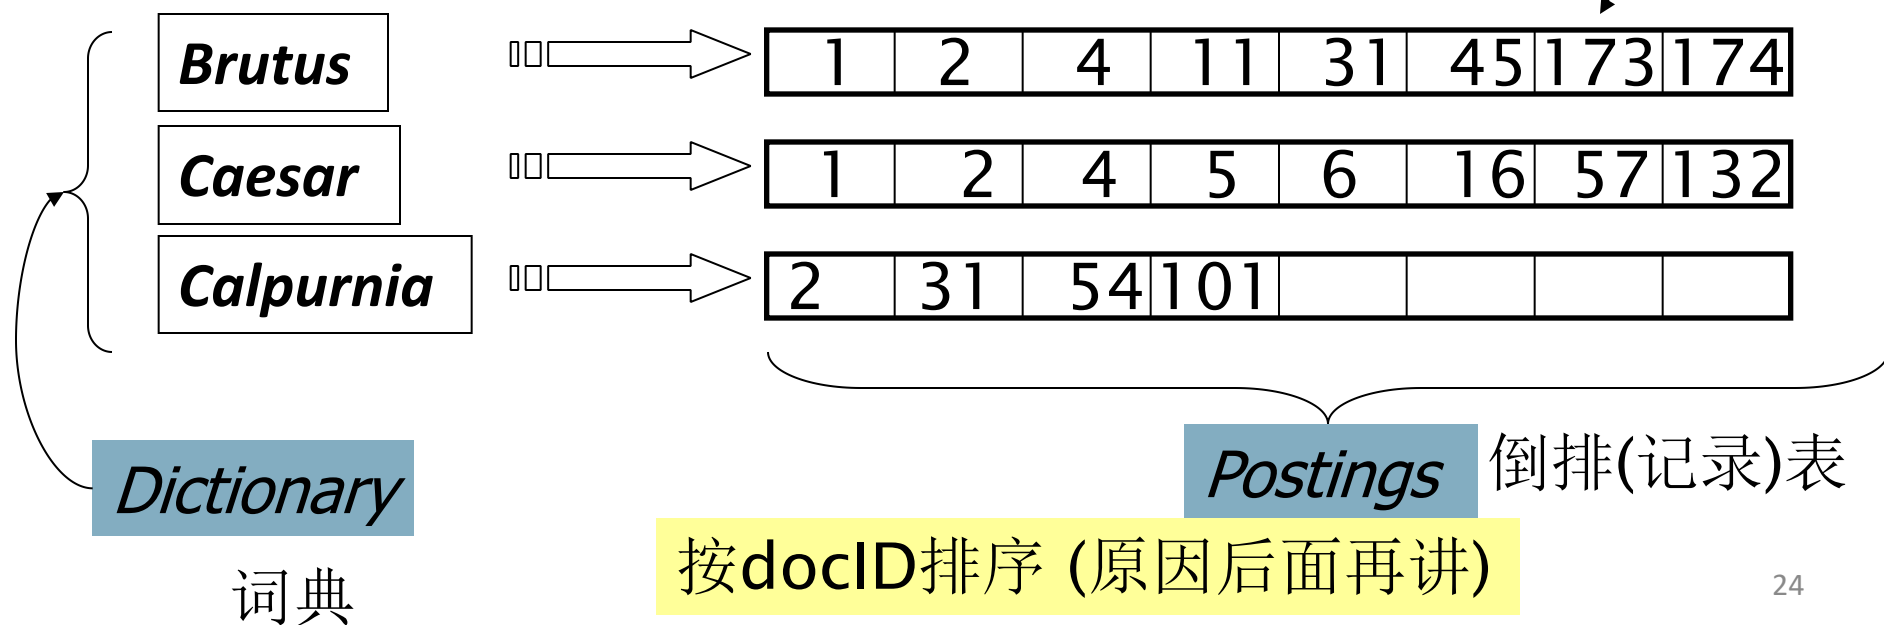 Brutus 1 2 4 11 31 45 173 174
Caesar 1 2 4 5 6 16 57 132
Calpurnia 2 31 54 101
Postings 倒排(记录)表
Dictionary
按docID排序 (原因后面再讲)
词典
24